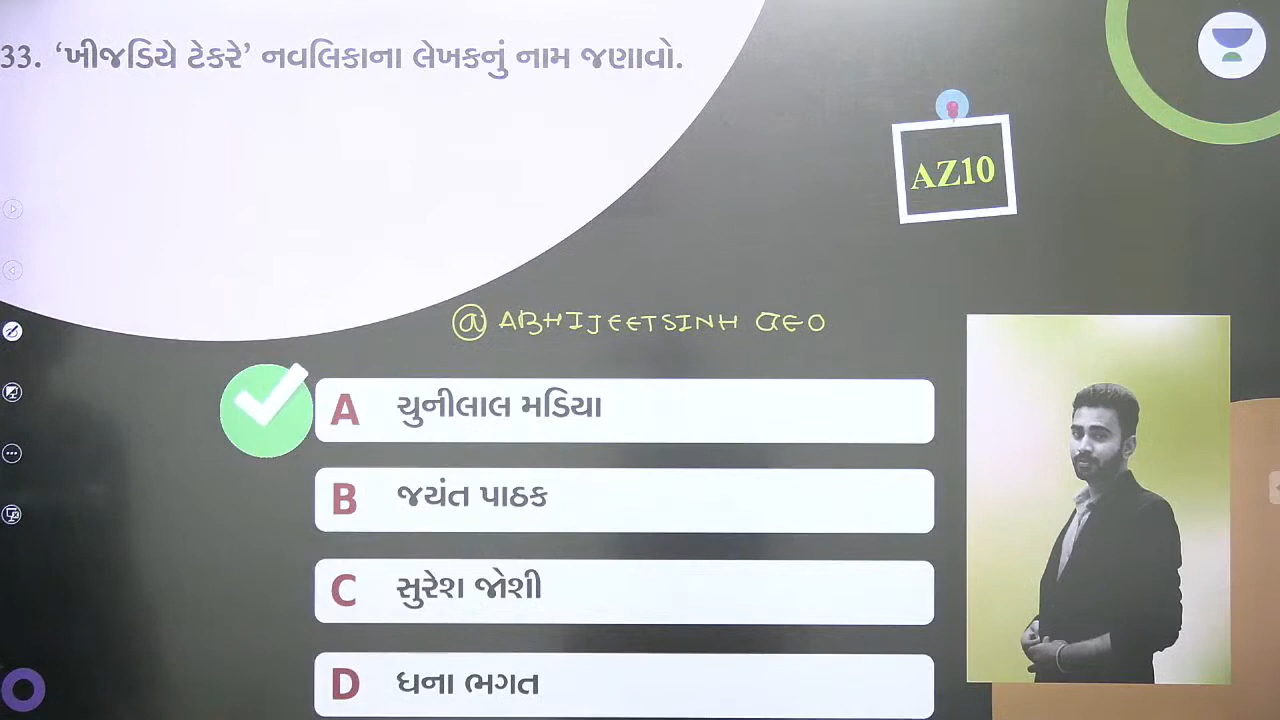 33. ‘ખીજડિયે ટેકરે’ નવલિકાના લેખકનું નામ જણાવો.
AZ10
@ ABHIJEETSINH GEO
A ચુનીલાલ મડિયા
B જયંત પાઠક
C સુરેશ જોશી
D ધના ભગત